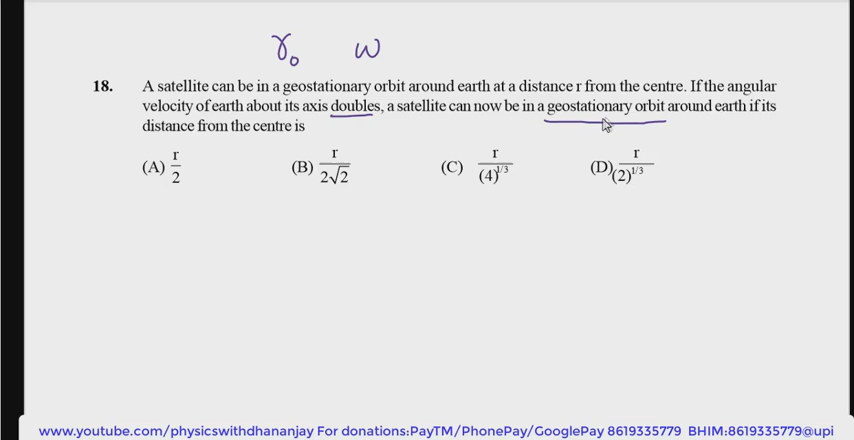 r₀ ω
18. A satellite can be in a geostationary orbit around earth at a distance r from the centre. If the angular
velocity of earth about its axis doubles, a satellite can now be in a geostationary orbit around earth if its
distance from the centre is
(A) r/2 (B) r/2√2 (C) r/(4)^1/3 (D) r/(2)^1/3
www.youtube.com/physicswithdhananjay For donations:PayTM/PhonePay/GooglePay 8619335779 BHIM:8619335779@upi